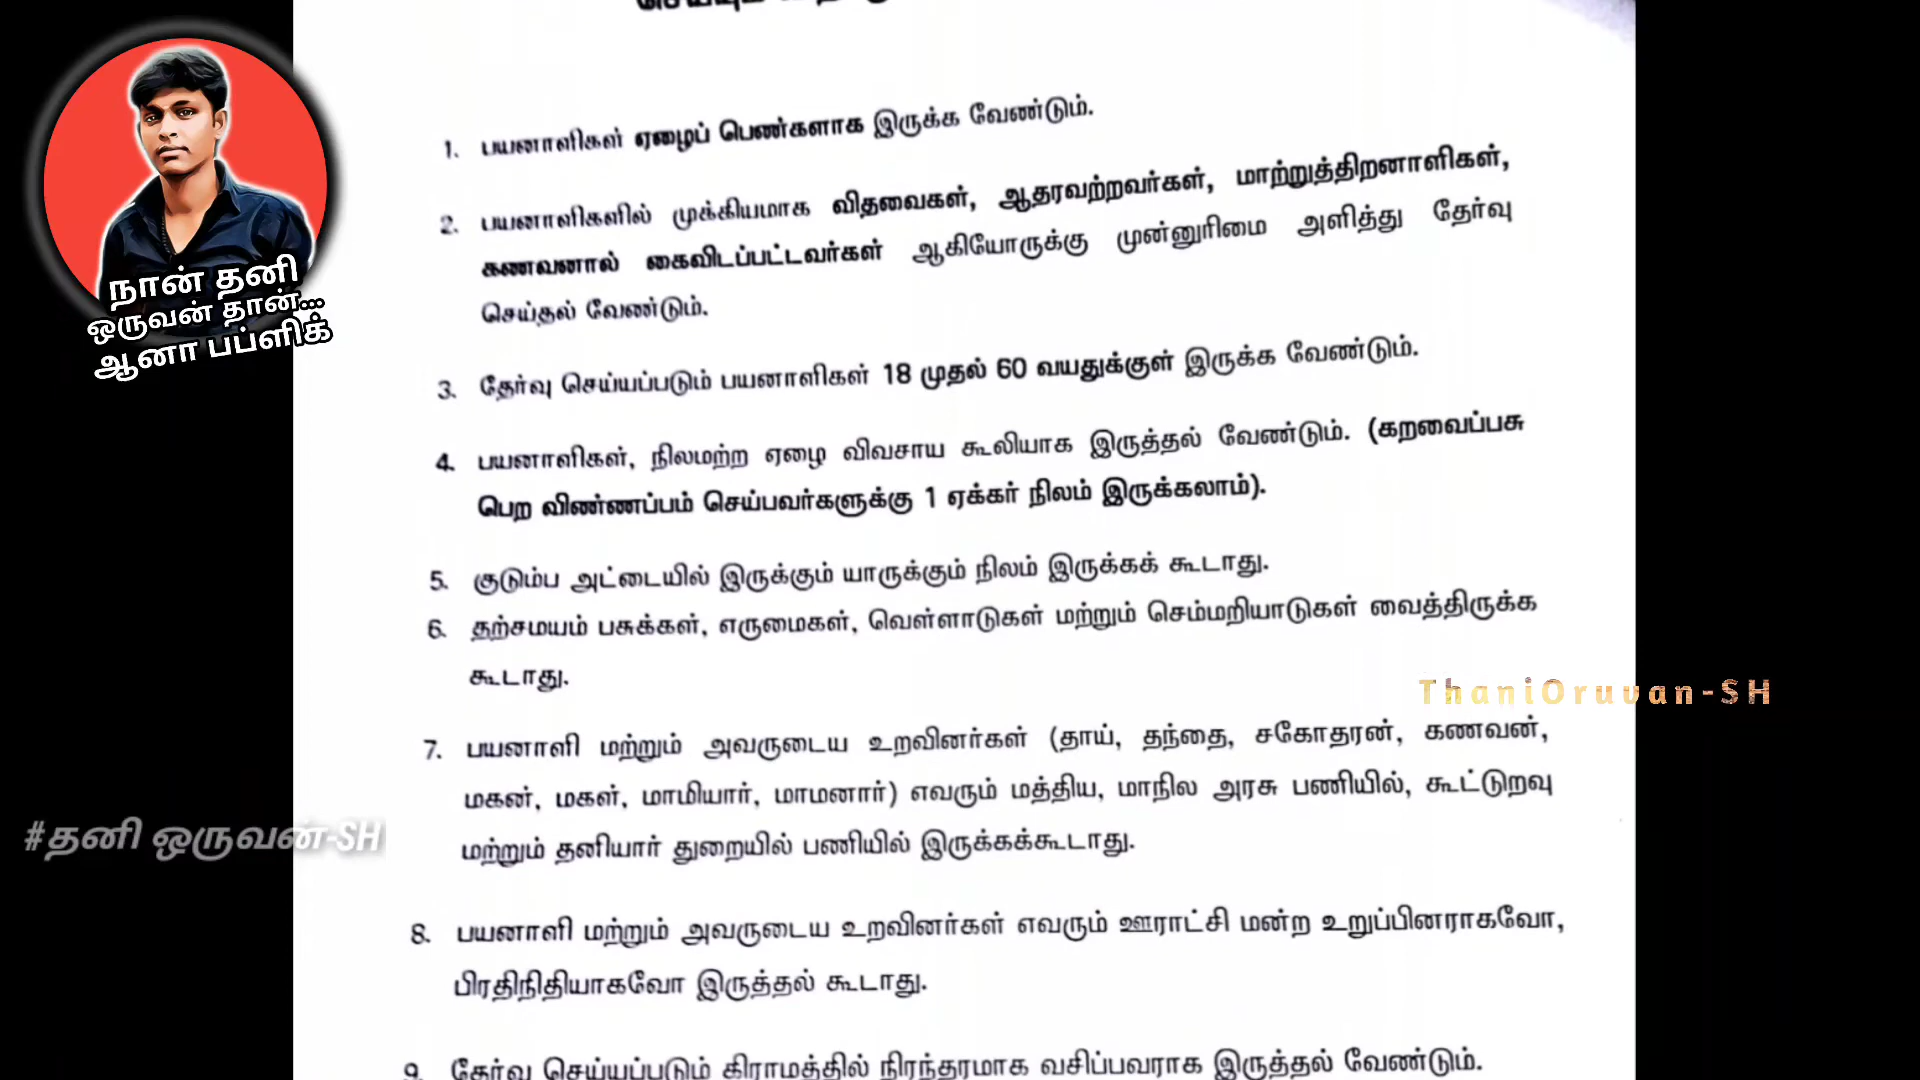 1. பயனாளிகள் ஏழைப் பெண்களாக இருக்க வேண்டும்.
2. பயனாளிகளில் முக்கியமாக விதவைகள், ஆதரவற்றவர்கள், மாற்றுத்திறனாளிகள்,
கணவனால் கைவிடப்பட்டவர்கள் ஆகியோருக்கு முன்னுரிமை அளித்து தேர்வு
செய்தல் வேண்டும்.
3. தேர்வு செய்யப்படும் பயனாளிகள் 18 முதல் 60 வயதுக்குள் இருக்க வேண்டும்.
4. பயனாளிகள், நிலமற்ற ஏழை விவசாய கூலியாக இருத்தல் வேண்டும். (கறவைப்பசு
பெற விண்ணப்பம் செய்பவர்களுக்கு 1 ஏக்கர் நிலம் இருக்கலாம்).
5. குடும்ப அட்டையில் இருக்கும் யாருக்கும் நிலம் இருக்கக் கூடாது.
6. தற்சமயம் பசுக்கள், எருமைகள், வெள்ளாடுகள் மற்றும் செம்மறியாடுகள் வைத்திருக்க
கூடாது.
7. பயனாளி மற்றும் அவருடைய உறவினர்கள் (தாய், தந்தை, சகோதரன், கணவன்,
மகன், மகள், மாமியார், மாமனார்) எவரும் மத்திய, மாநில அரசு பணியில், கூட்டுறவு
மற்றும் தனியார் துறையில் பணியில் இருக்கக்கூடாது.
8. பயனாளி மற்றும் அவருடைய உறவினர்கள் எவரும் ஊராட்சி மன்ற உறுப்பினராகவோ,
பிரதிநிதியாகவோ இருத்தல் கூடாது.
9. தேர்வு செய்யப்படும் கிராமத்தில் நிரந்தரமாக வசிப்பவராக இருத்தல் வேண்டும்.
நான் தனி
ஒருவன் தான்...
ஆனா பப்ளிக்
ThaniOruvan-SH
#தனி ஒருவன்-SH